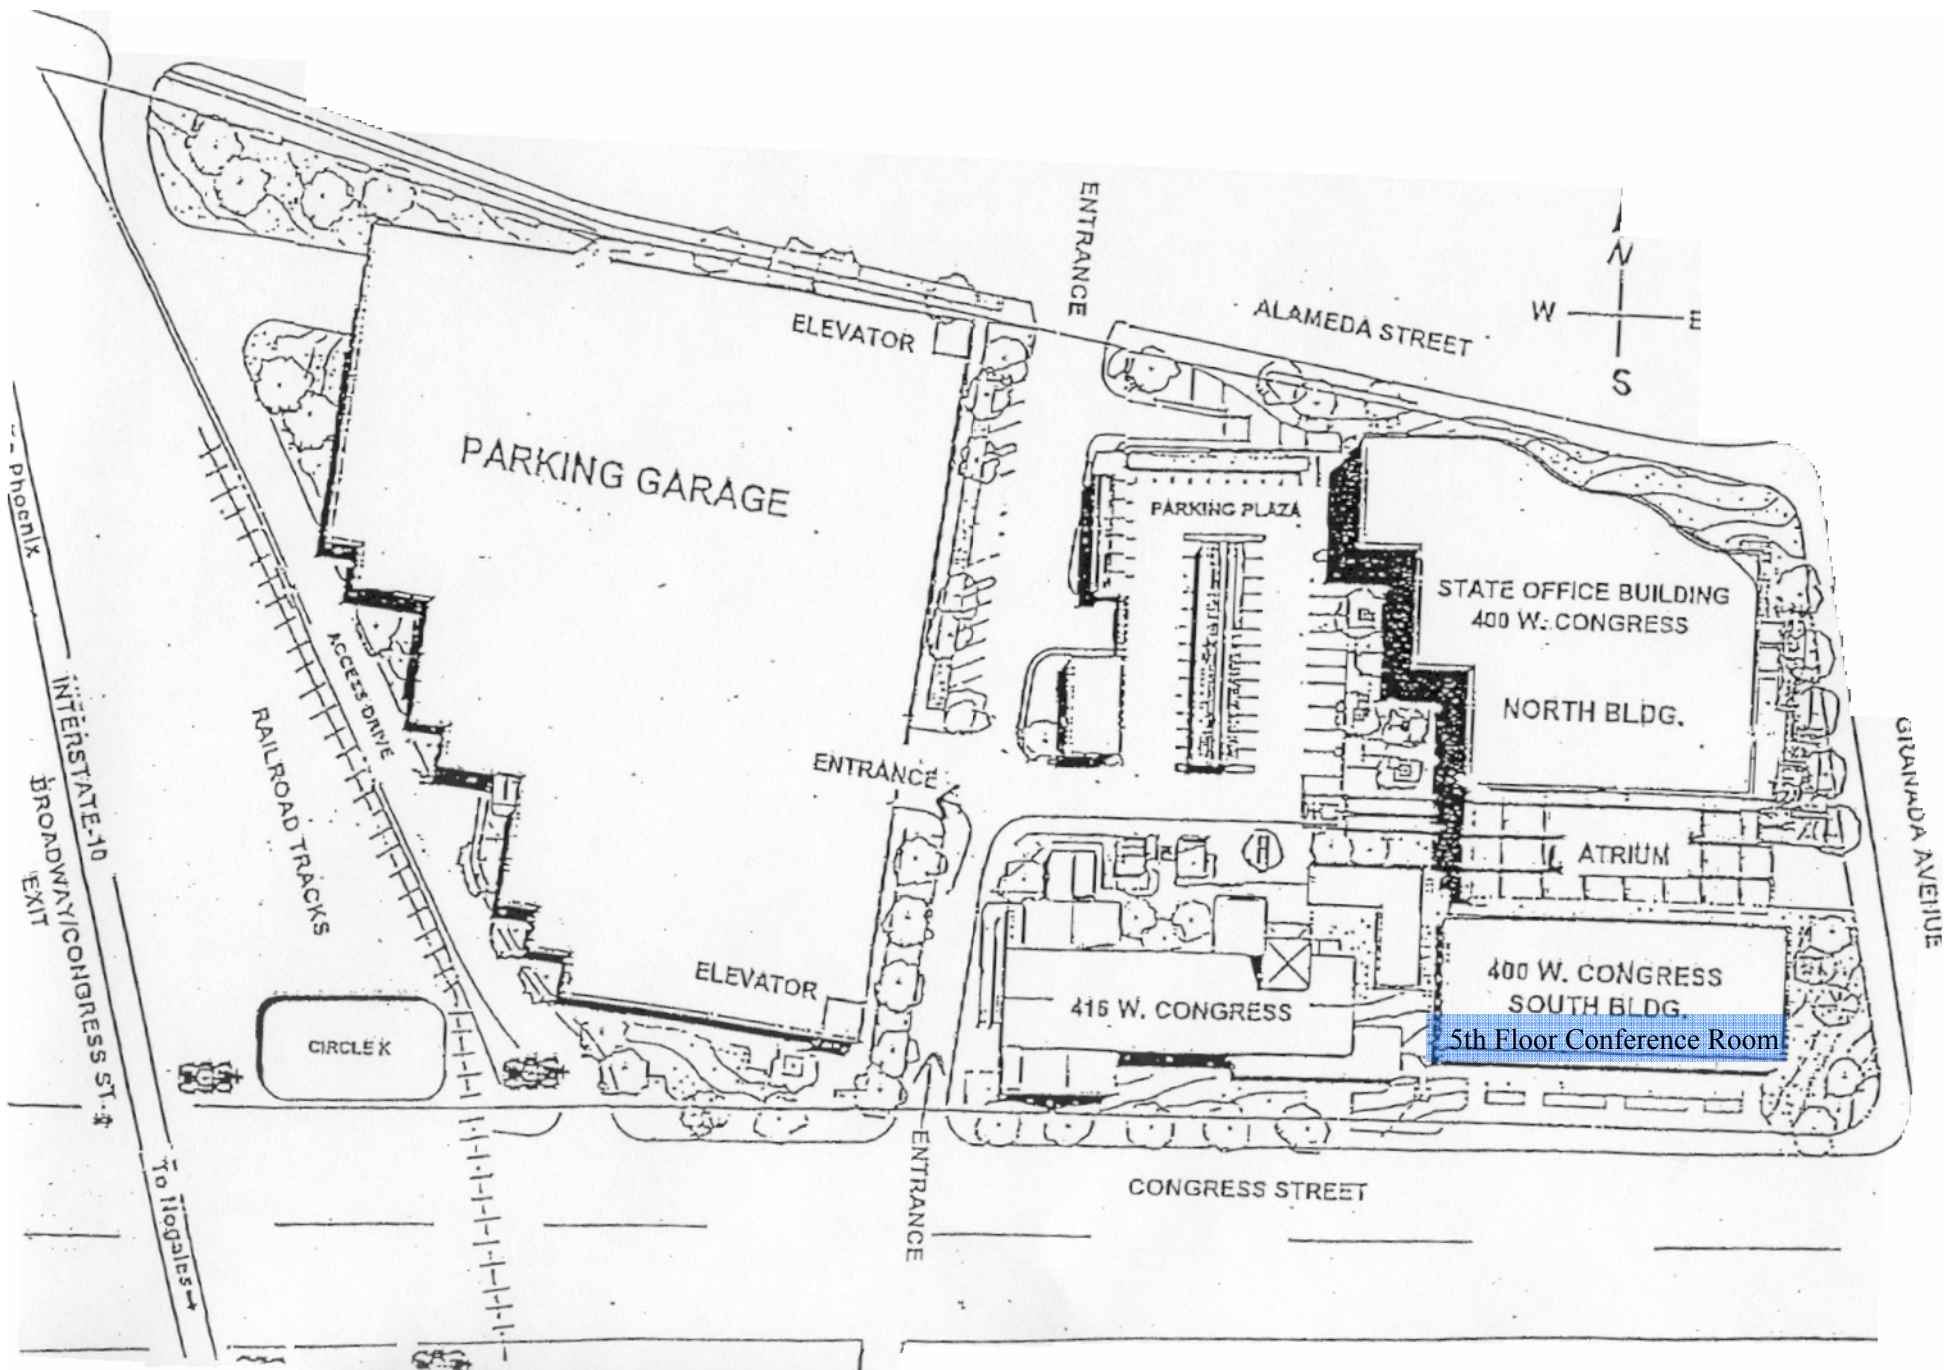 ENTRANCE
N
W
E
S
ALAMEDA STREET
ELEVATOR
PARKING GARAGE
PARKING PLAZA
STATE OFFICE BUILDING
400 W. CONGRESS
NORTH BLDG.
Phoenix
ACCESS DRIVE
INTERSTATE-10
BROADWAY/CONGRESS ST.
EXIT
RAILROAD TRACKS
ENTRANCE
GRANADA AVENUE
ATRIUM
ELEVATOR
416 W. CONGRESS
400 W. CONGRESS
SOUTH BLDG.
5th Floor Conference Room
CIRCLE K
ENTRANCE
CONGRESS STREET
To Nogales